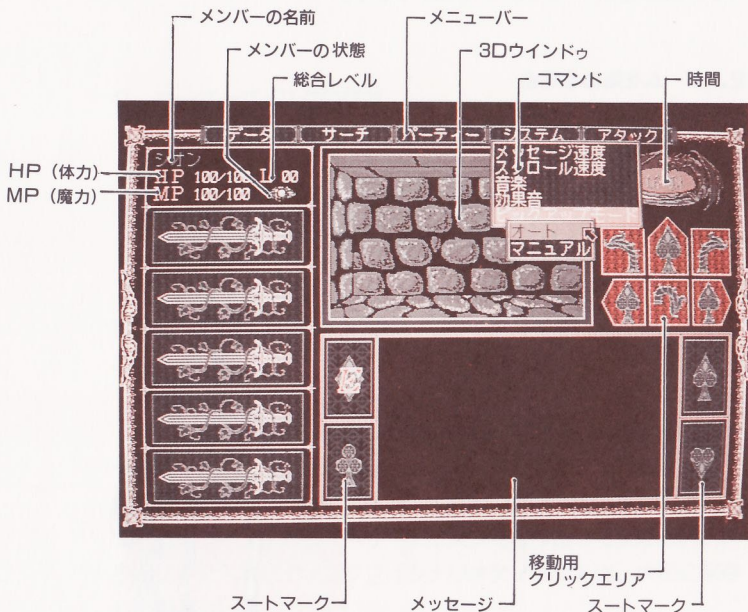 メンバーの名前
メニューバー
メンバーの状態
3Dウインドゥ
総合レベル
コマンド
時間
データ
サーチ
パーティー
システム
アタック
シオン
HP 100/100 L 00
MP 100/100
HP（体力）
MP（魔力）
メッセージ速度
スクロール速度
音楽
効果音
オート
マニュアル
移動用
クリックエリア
スートマーク
メッセージ
スートマーク